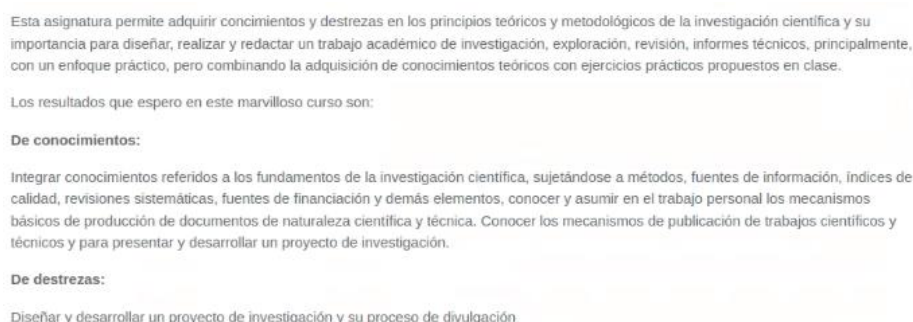 Esta asignatura permite adquirir concimientos y destrezas en los principios teóricos y metodológicos de la investigación científica y su
importancia para diseñar, realizar y redactar un trabajo académico de investigación, exploración, revisión, informes técnicos, principalmente,
con un enfoque práctico, pero combinando la adquisición de conocimientos teóricos con ejercicios prácticos propuestos en clase.
Los resultados que espero en este marvilloso curso son:
De conocimientos:
Integrar conocimientos referidos a los fundamentos de la investigación científica, sujetándose a métodos, fuentes de información, índices de
calidad, revisiones sistemáticas, fuentes de financiación y demás elementos, conocer y asumir en el trabajo personal los mecanismos
básicos de producción de documentos de naturaleza científica y técnica. Conocer los mecanismos de publicación de trabajos científicos y
técnicos y para presentar y desarrollar un proyecto de investigación.
De destrezas:
Diseñar y desarrollar un proyecto de investigación y su proceso de divulgación